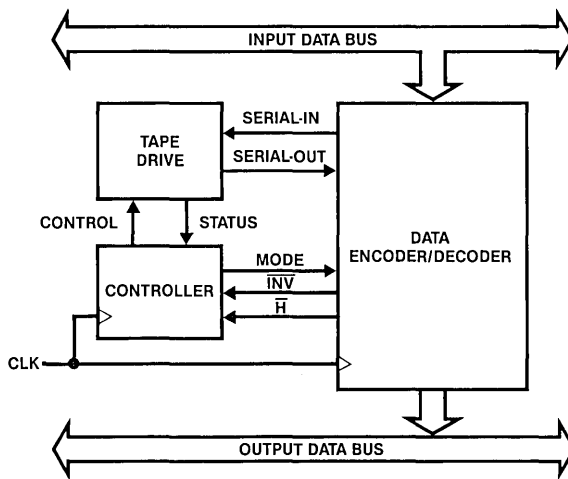 INPUT DATA BUS
SERIAL-IN
TAPE
DRIVE
SERIAL-OUT
CONTROL
STATUS
DATA
ENCODER/DECODER
MODE
CONTROLLER
I̅N̅V̅
H̅
CLK
OUTPUT DATA BUS